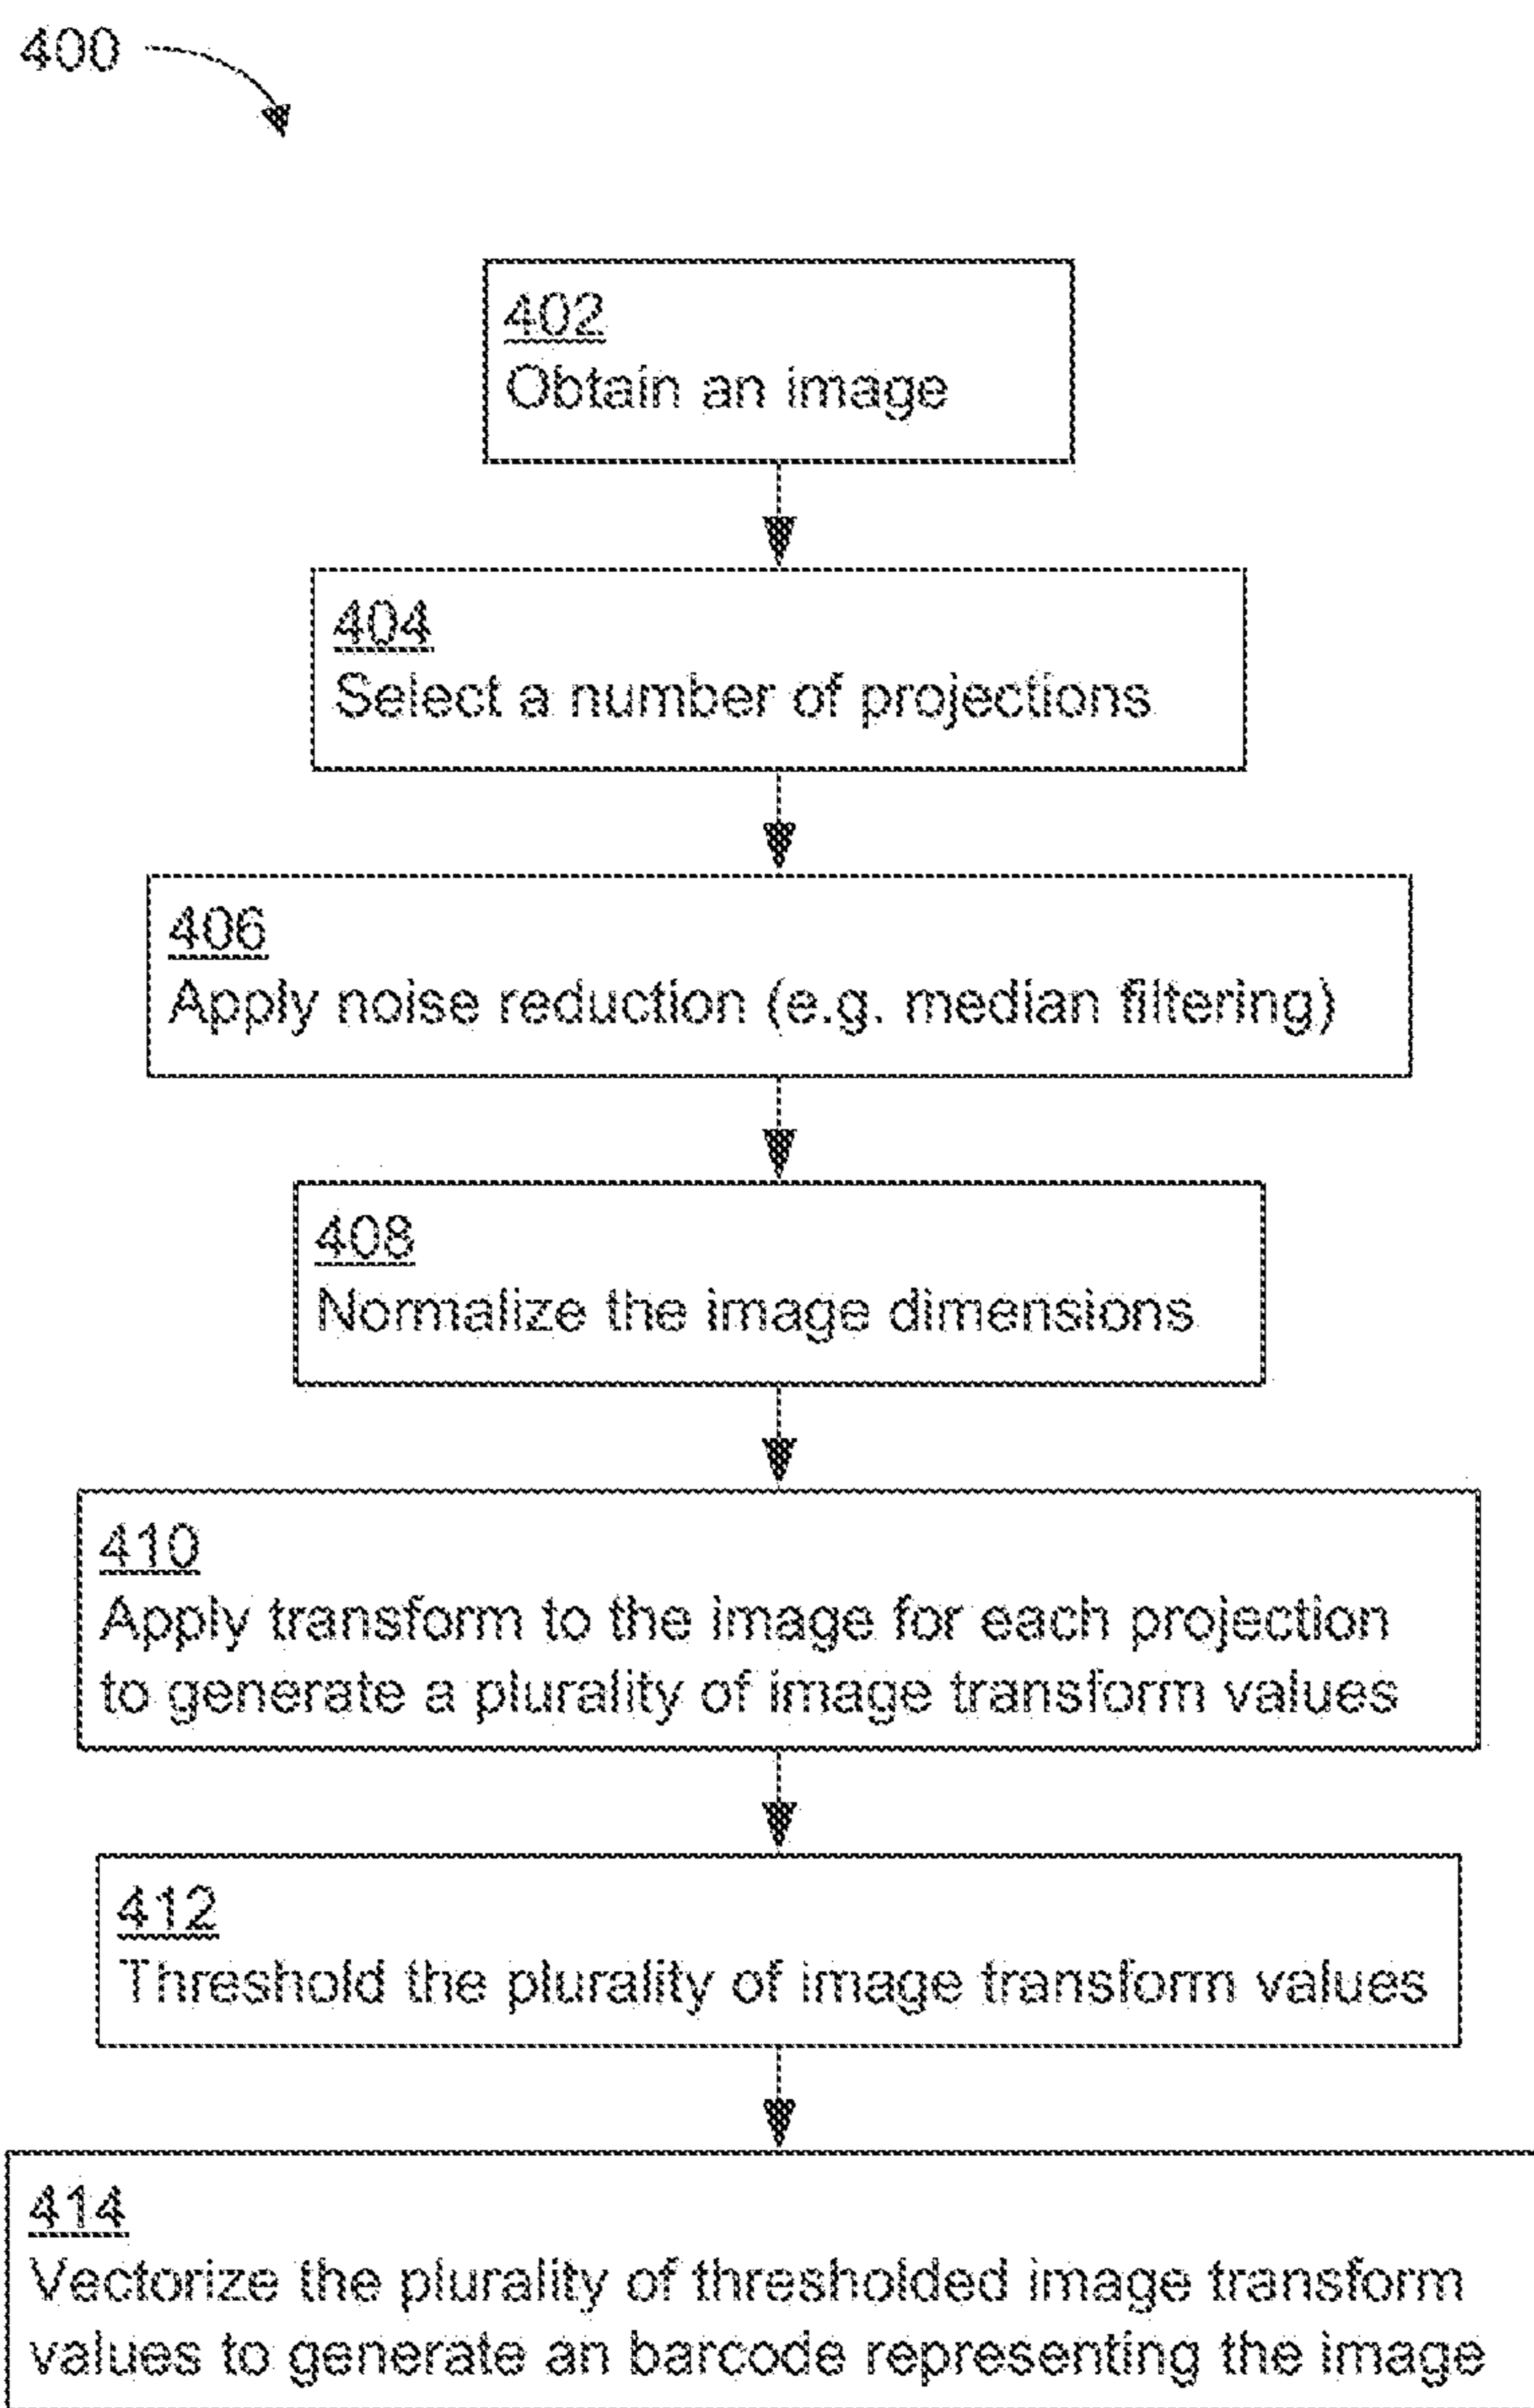 400
402
Obtain an image
404
Select a number of projections
406
Apply noise reduction (e.g. median filtering)
408
Normalize the image dimensions
410
Apply transform to the image for each projection
to generate a plurality of image transform values
412
Threshold the plurality of image transform values
414
Vectorize the plurality of thresholded image transform
values to generate an barcode representing the image